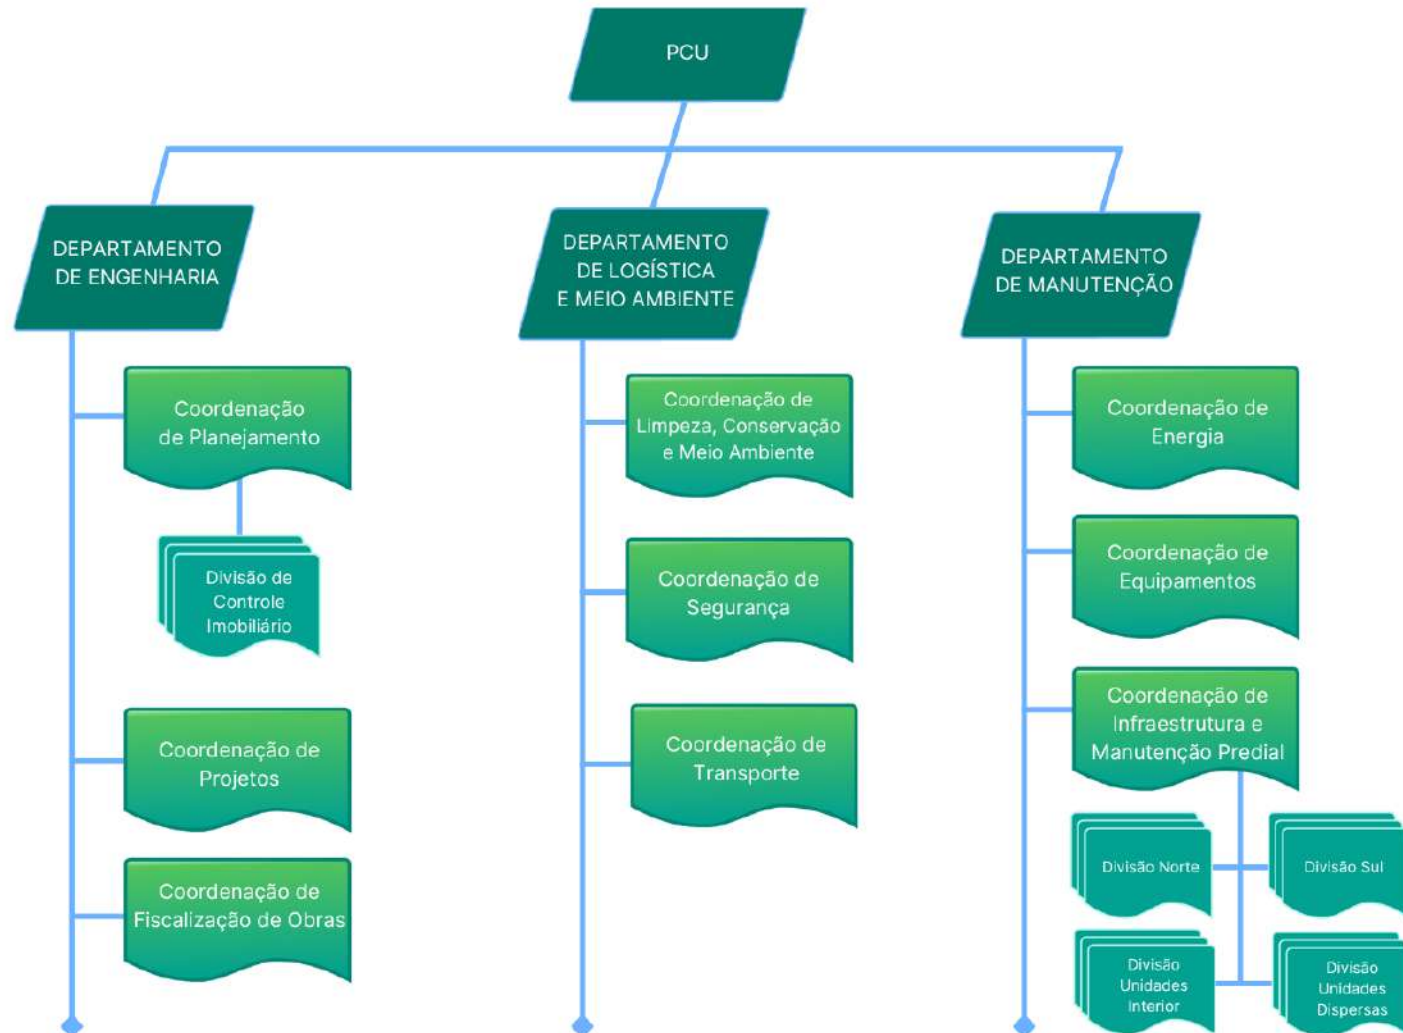 PCU
DEPARTAMENTO
DE ENGENHARIA
Coordenação
de Planejamento
Divisão de
Controle
Imobiliário
Coordenação de
Projetos
Coordenação de
Fiscalização de Obras
DEPARTAMENTO
DE LOGÍSTICA
E MEIO AMBIENTE
Coordenação de
Limpeza, Conservação
e Meio Ambiente
Coordenação de
Segurança
Coordenação de
Transporte
DEPARTAMENTO
DE MANUTENÇÃO
Coordenação de
Energia
Coordenação de
Equipamentos
Coordenação de
Infraestrutura e
Manutenção Predial
Divisão Norte
Divisão Sul
Divisão
Unidades
Interior
Divisão
Unidades
Dispersas